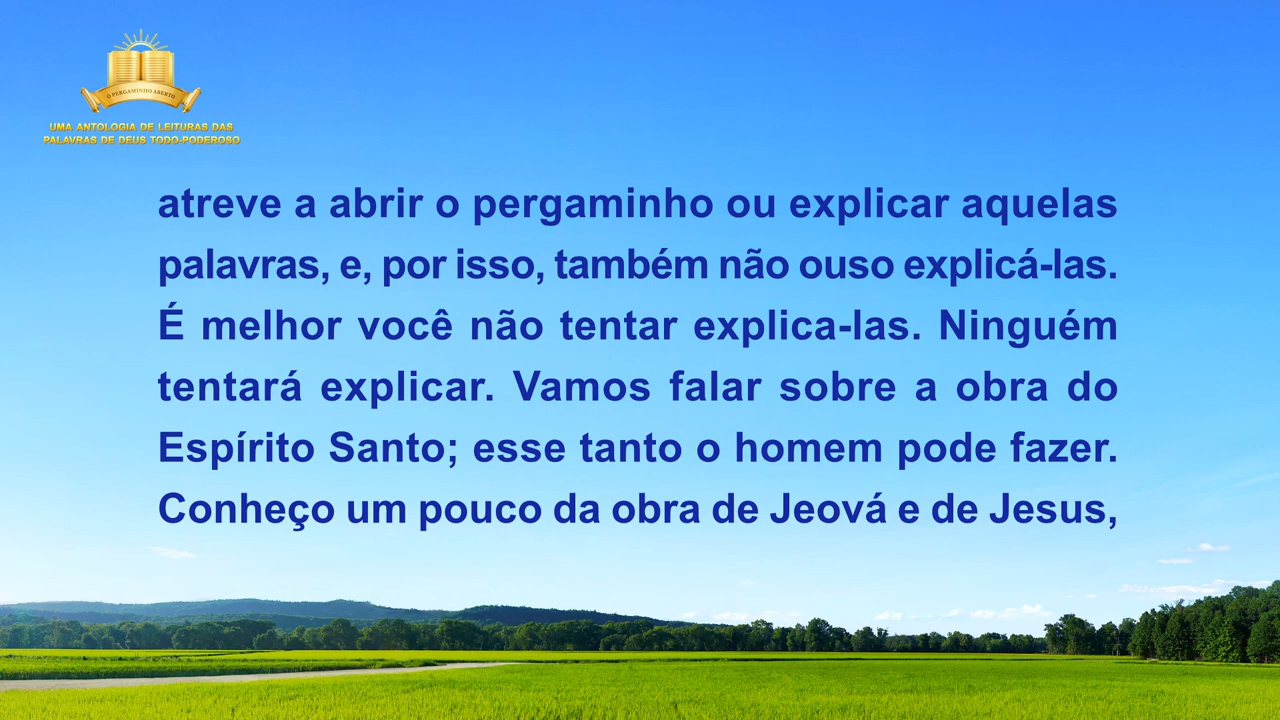 O PERGAMINHO ABERTO
UMA ANTOLOGIA DE LEITURAS DAS
PALAVRAS DE DEUS TODO-PODEROSO
atreve a abrir o pergaminho ou explicar aquelas
palavras, e, por isso, também não ouso explicá-las.
É melhor você não tentar explica-las. Ninguém
tentará explicar. Vamos falar sobre a obra do
Espírito Santo; esse tanto o homem pode fazer.
Conheço um pouco da obra de Jeová e de Jesus,